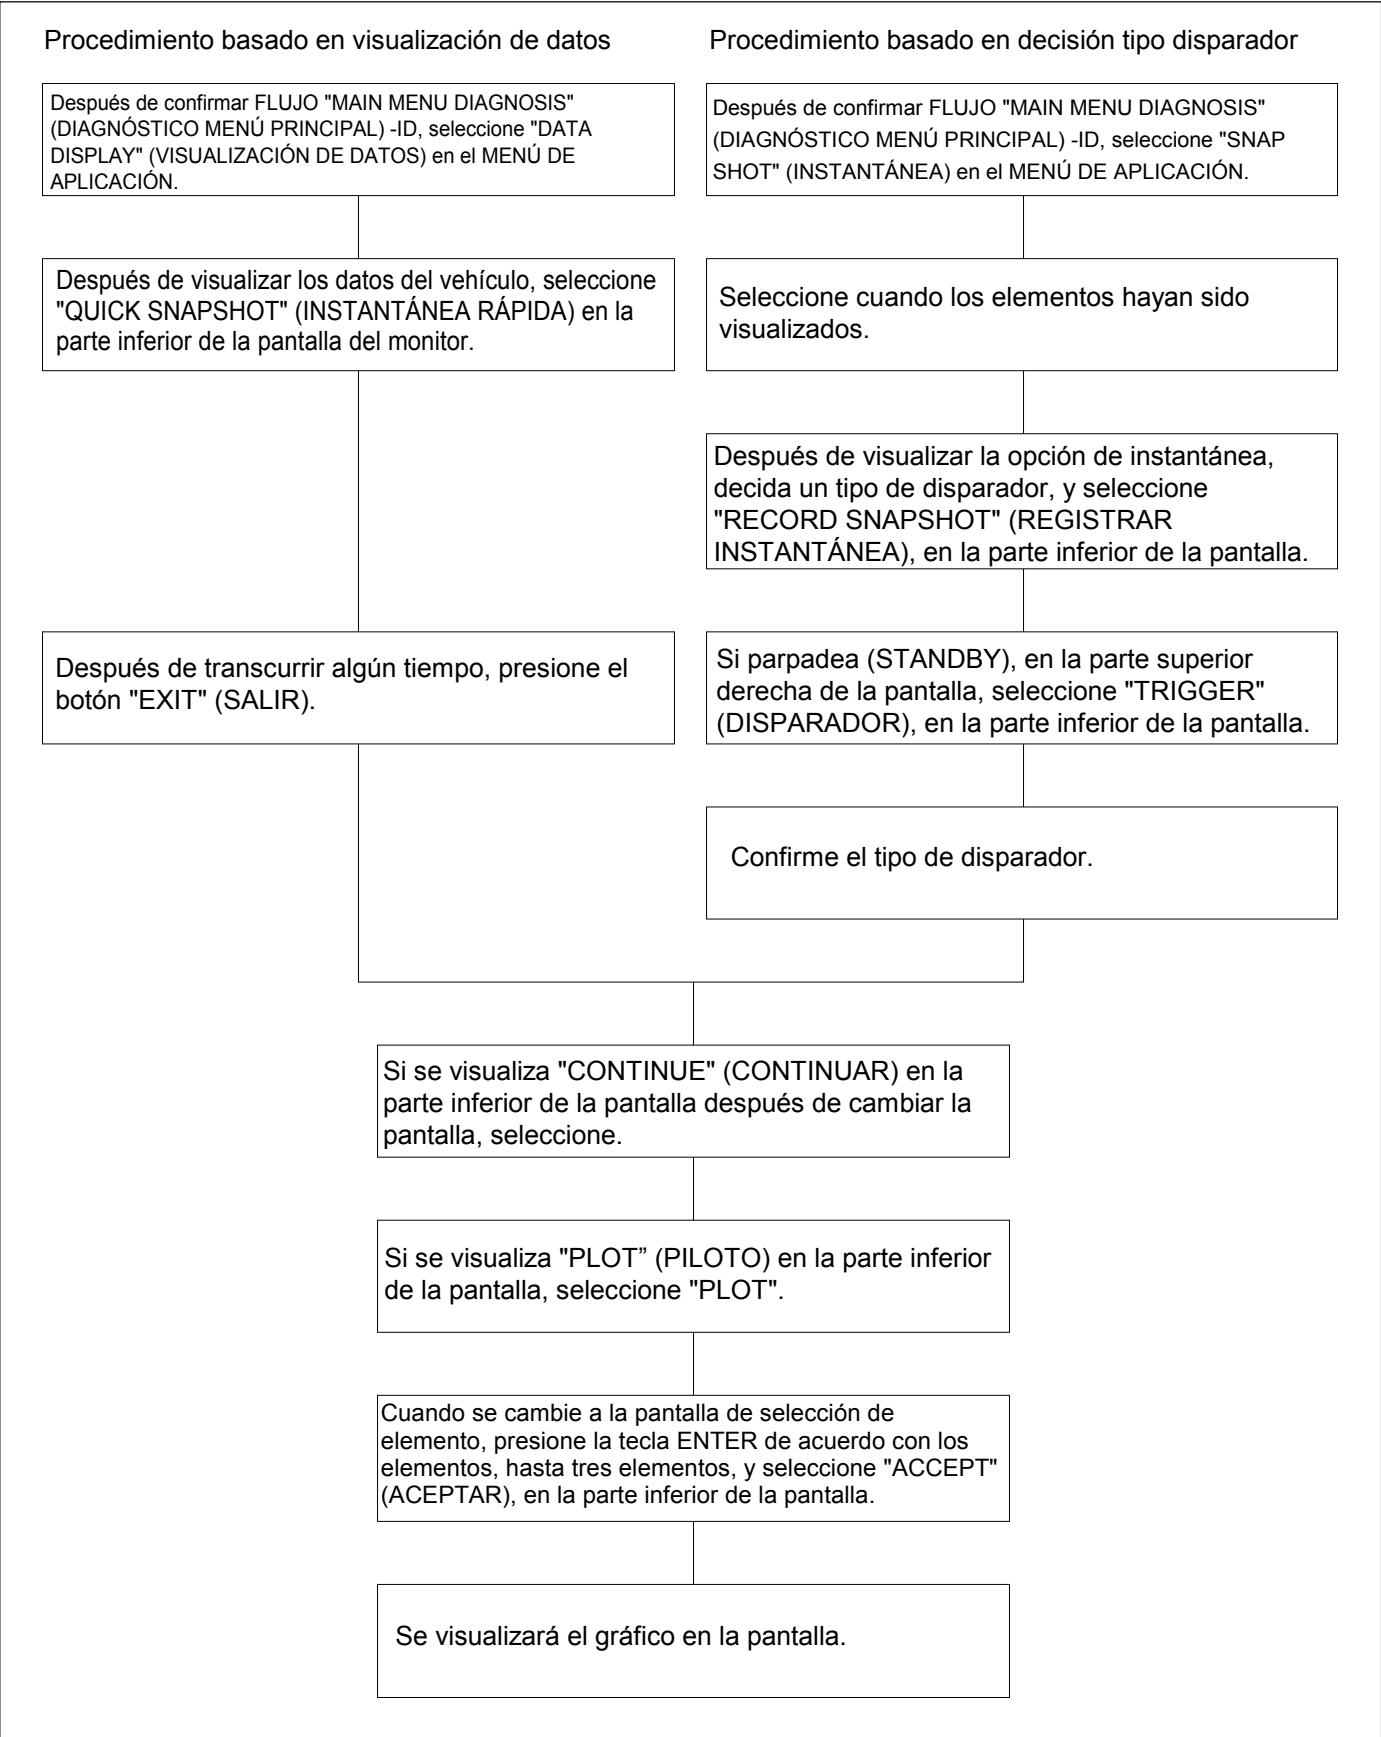 Procedimiento basado en visualización de datos
Procedimiento basado en decisión tipo disparador
Después de confirmar FLUJO "MAIN MENU DIAGNOSIS"
(DIAGNÓSTICO MENÚ PRINCIPAL) -ID, seleccione "DATA
DISPLAY" (VISUALIZACIÓN DE DATOS) en el MENÚ DE
APLICACIÓN.
Después de visualizar los datos del vehículo, seleccione
"QUICK SNAPSHOT" (INSTANTÁNEA RÁPIDA) en la
parte inferior de la pantalla del monitor.
Después de transcurrir algún tiempo, presione el
botón "EXIT" (SALIR).
Después de confirmar FLUJO "MAIN MENU DIAGNOSIS"
(DIAGNÓSTICO MENÚ PRINCIPAL) -ID, seleccione "SNAP
SHOT" (INSTANTÁNEA) en el MENÚ DE APLICACIÓN.
Seleccione cuando los elementos hayan sido
visualizados.
Después de visualizar la opción de instantánea,
decida un tipo de disparador, y seleccione
"RECORD SNAPSHOT" (REGISTRAR
INSTANTÁNEA), en la parte inferior de la pantalla.
Si parpadea (STANDBY), en la parte superior
derecha de la pantalla, seleccione "TRIGGER"
(DISPARADOR), en la parte inferior de la pantalla.
Confirme el tipo de disparador.
Si se visualiza "CONTINUE" (CONTINUAR) en la
parte inferior de la pantalla después de cambiar la
pantalla, seleccione.
Si se visualiza "PLOT” (PILOTO) en la parte inferior
de la pantalla, seleccione "PLOT".
Cuando se cambie a la pantalla de selección de
elemento, presione la tecla ENTER de acuerdo con los
elementos, hasta tres elementos, y seleccione "ACCEPT"
(ACEPTAR), en la parte inferior de la pantalla.
Se visualizará el gráfico en la pantalla.